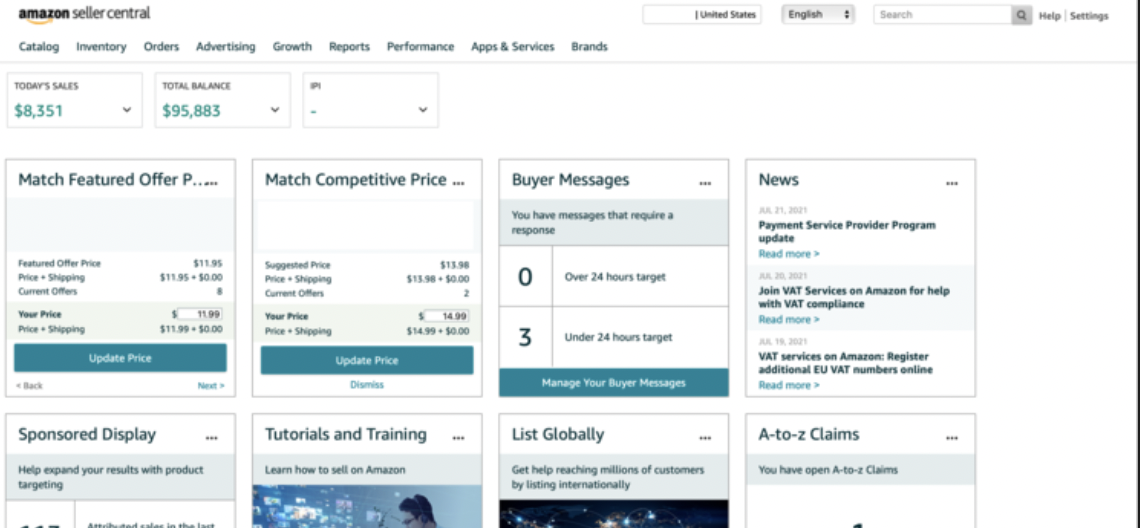 amazon seller central
| United States
English
Search
Help | Settings
Catalog Inventory Orders Advertising Growth Reports Performance Apps & Services Brands
TODAY'S SALES
$8,351
TOTAL BALANCE
$95,883
IPI
-
Match Featured Offer P.. ...
Featured Offer Price $11.95
Price + Shipping $11.95 + $0.00
Current Offers 8
Your Price $ 11.99
Price + Shipping $11.99 + $0.00
Update Price
< Back Next >
Match Competitive Price ...
Suggested Price $13.98
Price + Shipping $13.98 + $0.00
Current Offers 2
Your Price $ 14.99
Price + Shipping $14.99 + $0.00
Update Price
Dismiss
Buyer Messages ...
You have messages that require a
response
0 Over 24 hours target
3 Under 24 hours target
Manage Your Buyer Messages
News ...
JUL 21, 2021
Payment Service Provider Program
update
Read more >
JUL 20, 2021
Join VAT Services on Amazon for help
with VAT compliance
Read more >
JUL 19, 2021
VAT services on Amazon: Register
additional EU VAT numbers online
Read more >
Sponsored Display ...
Help expand your results with product
targeting
Attributed sales in the last
Tutorials and Training ...
Learn how to sell on Amazon
List Globally ...
Get help reaching millions of customers
by listing internationally
A-to-z Claims ...
You have open A-to-z Claims